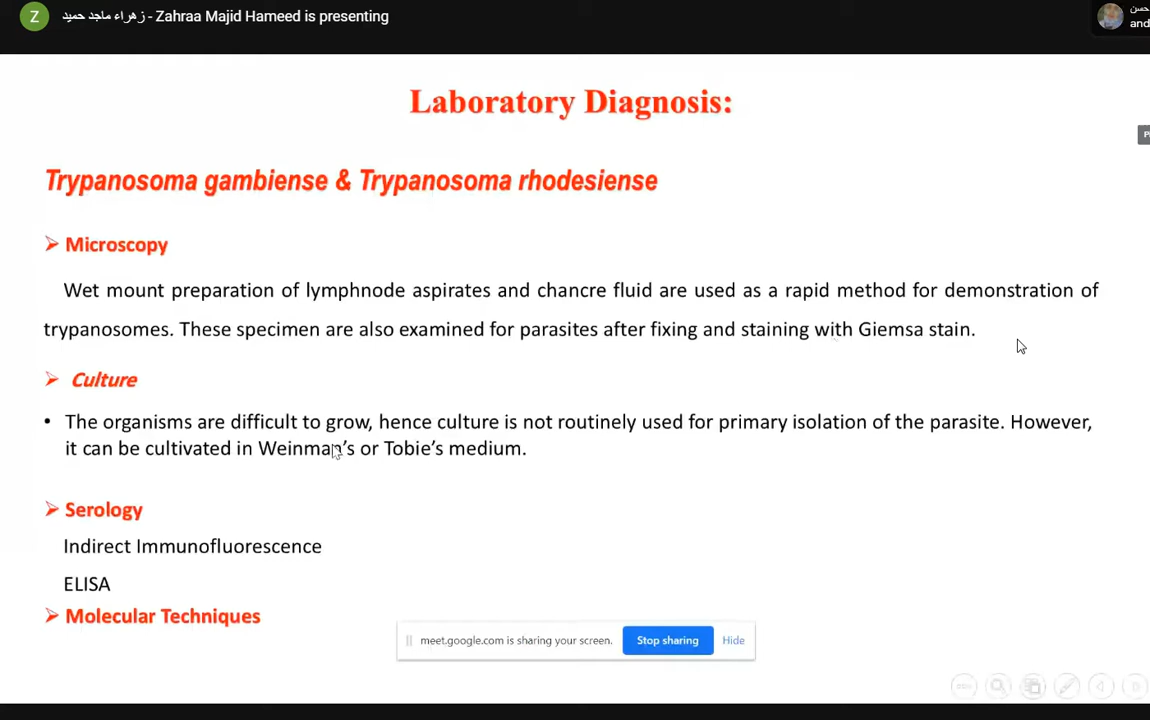 Z
زهراء ماجد حميد - Zahraa Majid Hameed is presenting
حسن
and
Laboratory Diagnosis:
Trypanosoma gambiense & Trypanosoma rhodesiense
Microscopy
Wet mount preparation of lymphnode aspirates and chancre fluid are used as a rapid method for demonstration of
trypanosomes. These specimen are also examined for parasites after fixing and staining with Giemsa stain.
Culture
• The organisms are difficult to grow, hence culture is not routinely used for primary isolation of the parasite. However,
it can be cultivated in Weinman’s or Tobie’s medium.
Serology
Indirect Immunofluorescence
ELISA
Molecular Techniques
meet.google.com is sharing your screen.
Stop sharing
Hide